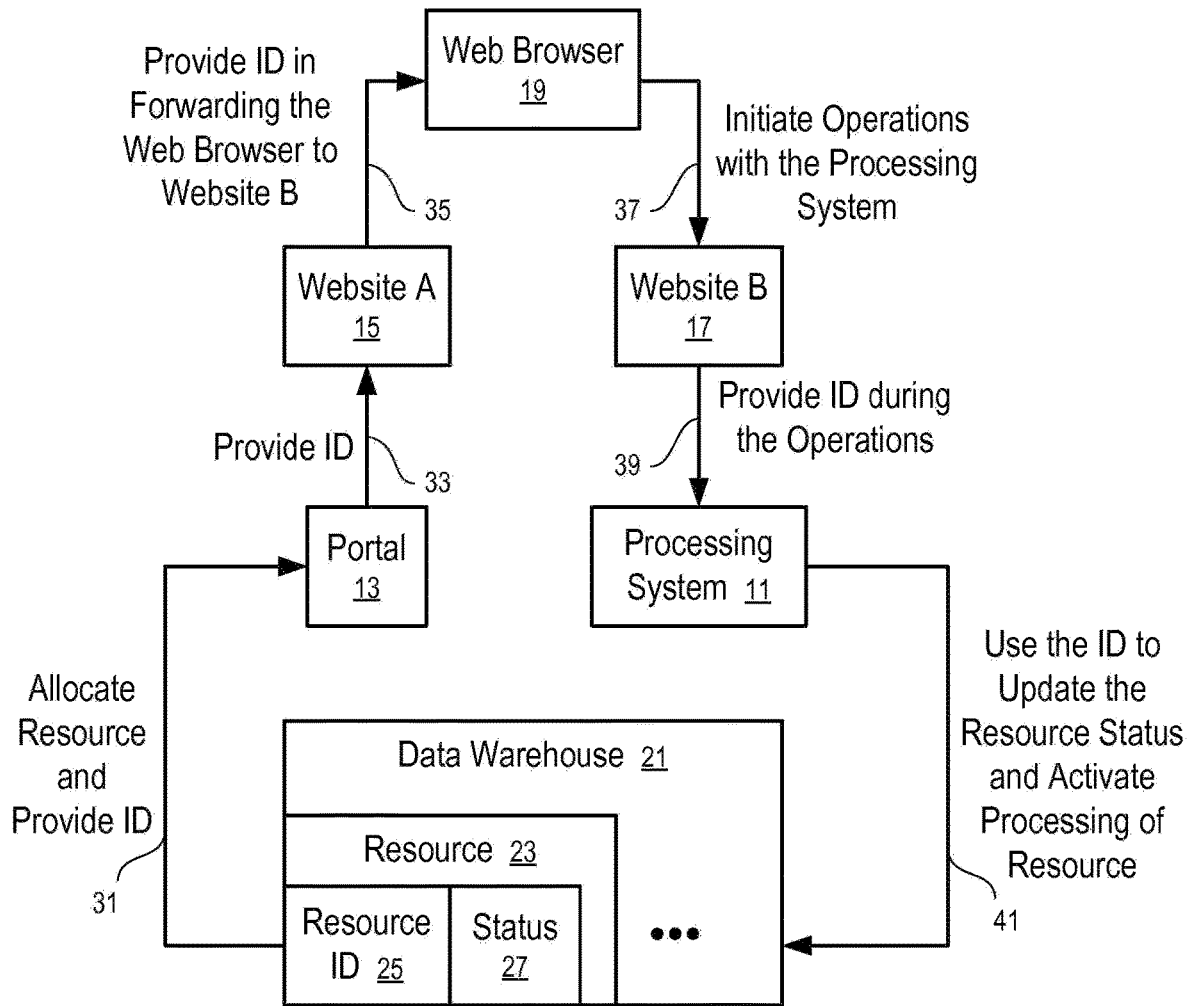 Web Browser
19
Provide ID in
Forwarding the
Web Browser to
Website B
35
Initiate Operations
with the Processing
System
37
Website A
15
Website B
17
Provide ID
33
Provide ID during
the Operations
39
Portal
13
Processing
System 11
Allocate
Resource
and
Provide ID
31
Use the ID to
Update the
Resource Status
and Activate
Processing of
Resource
41
Data Warehouse 21
Resource 23
Resource
ID 25
Status
27
•••